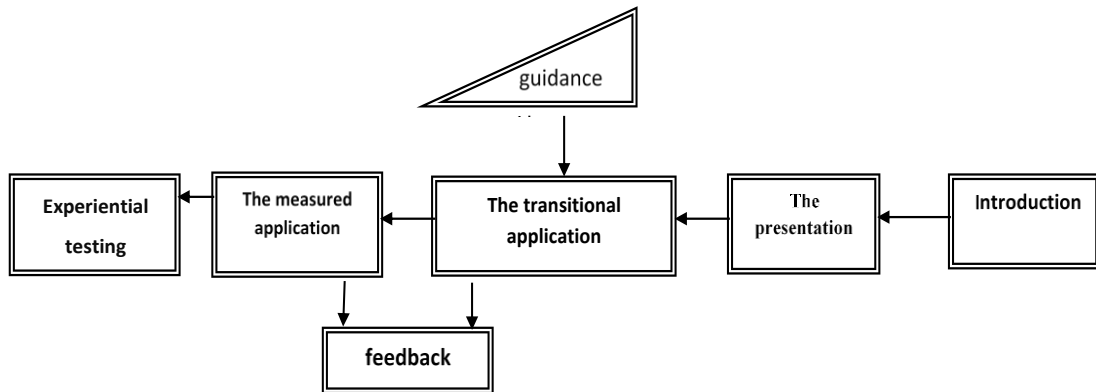 guidance
Experiential
testing
The measured
application
The transitional
application
The
presentation
Introduction
feedback